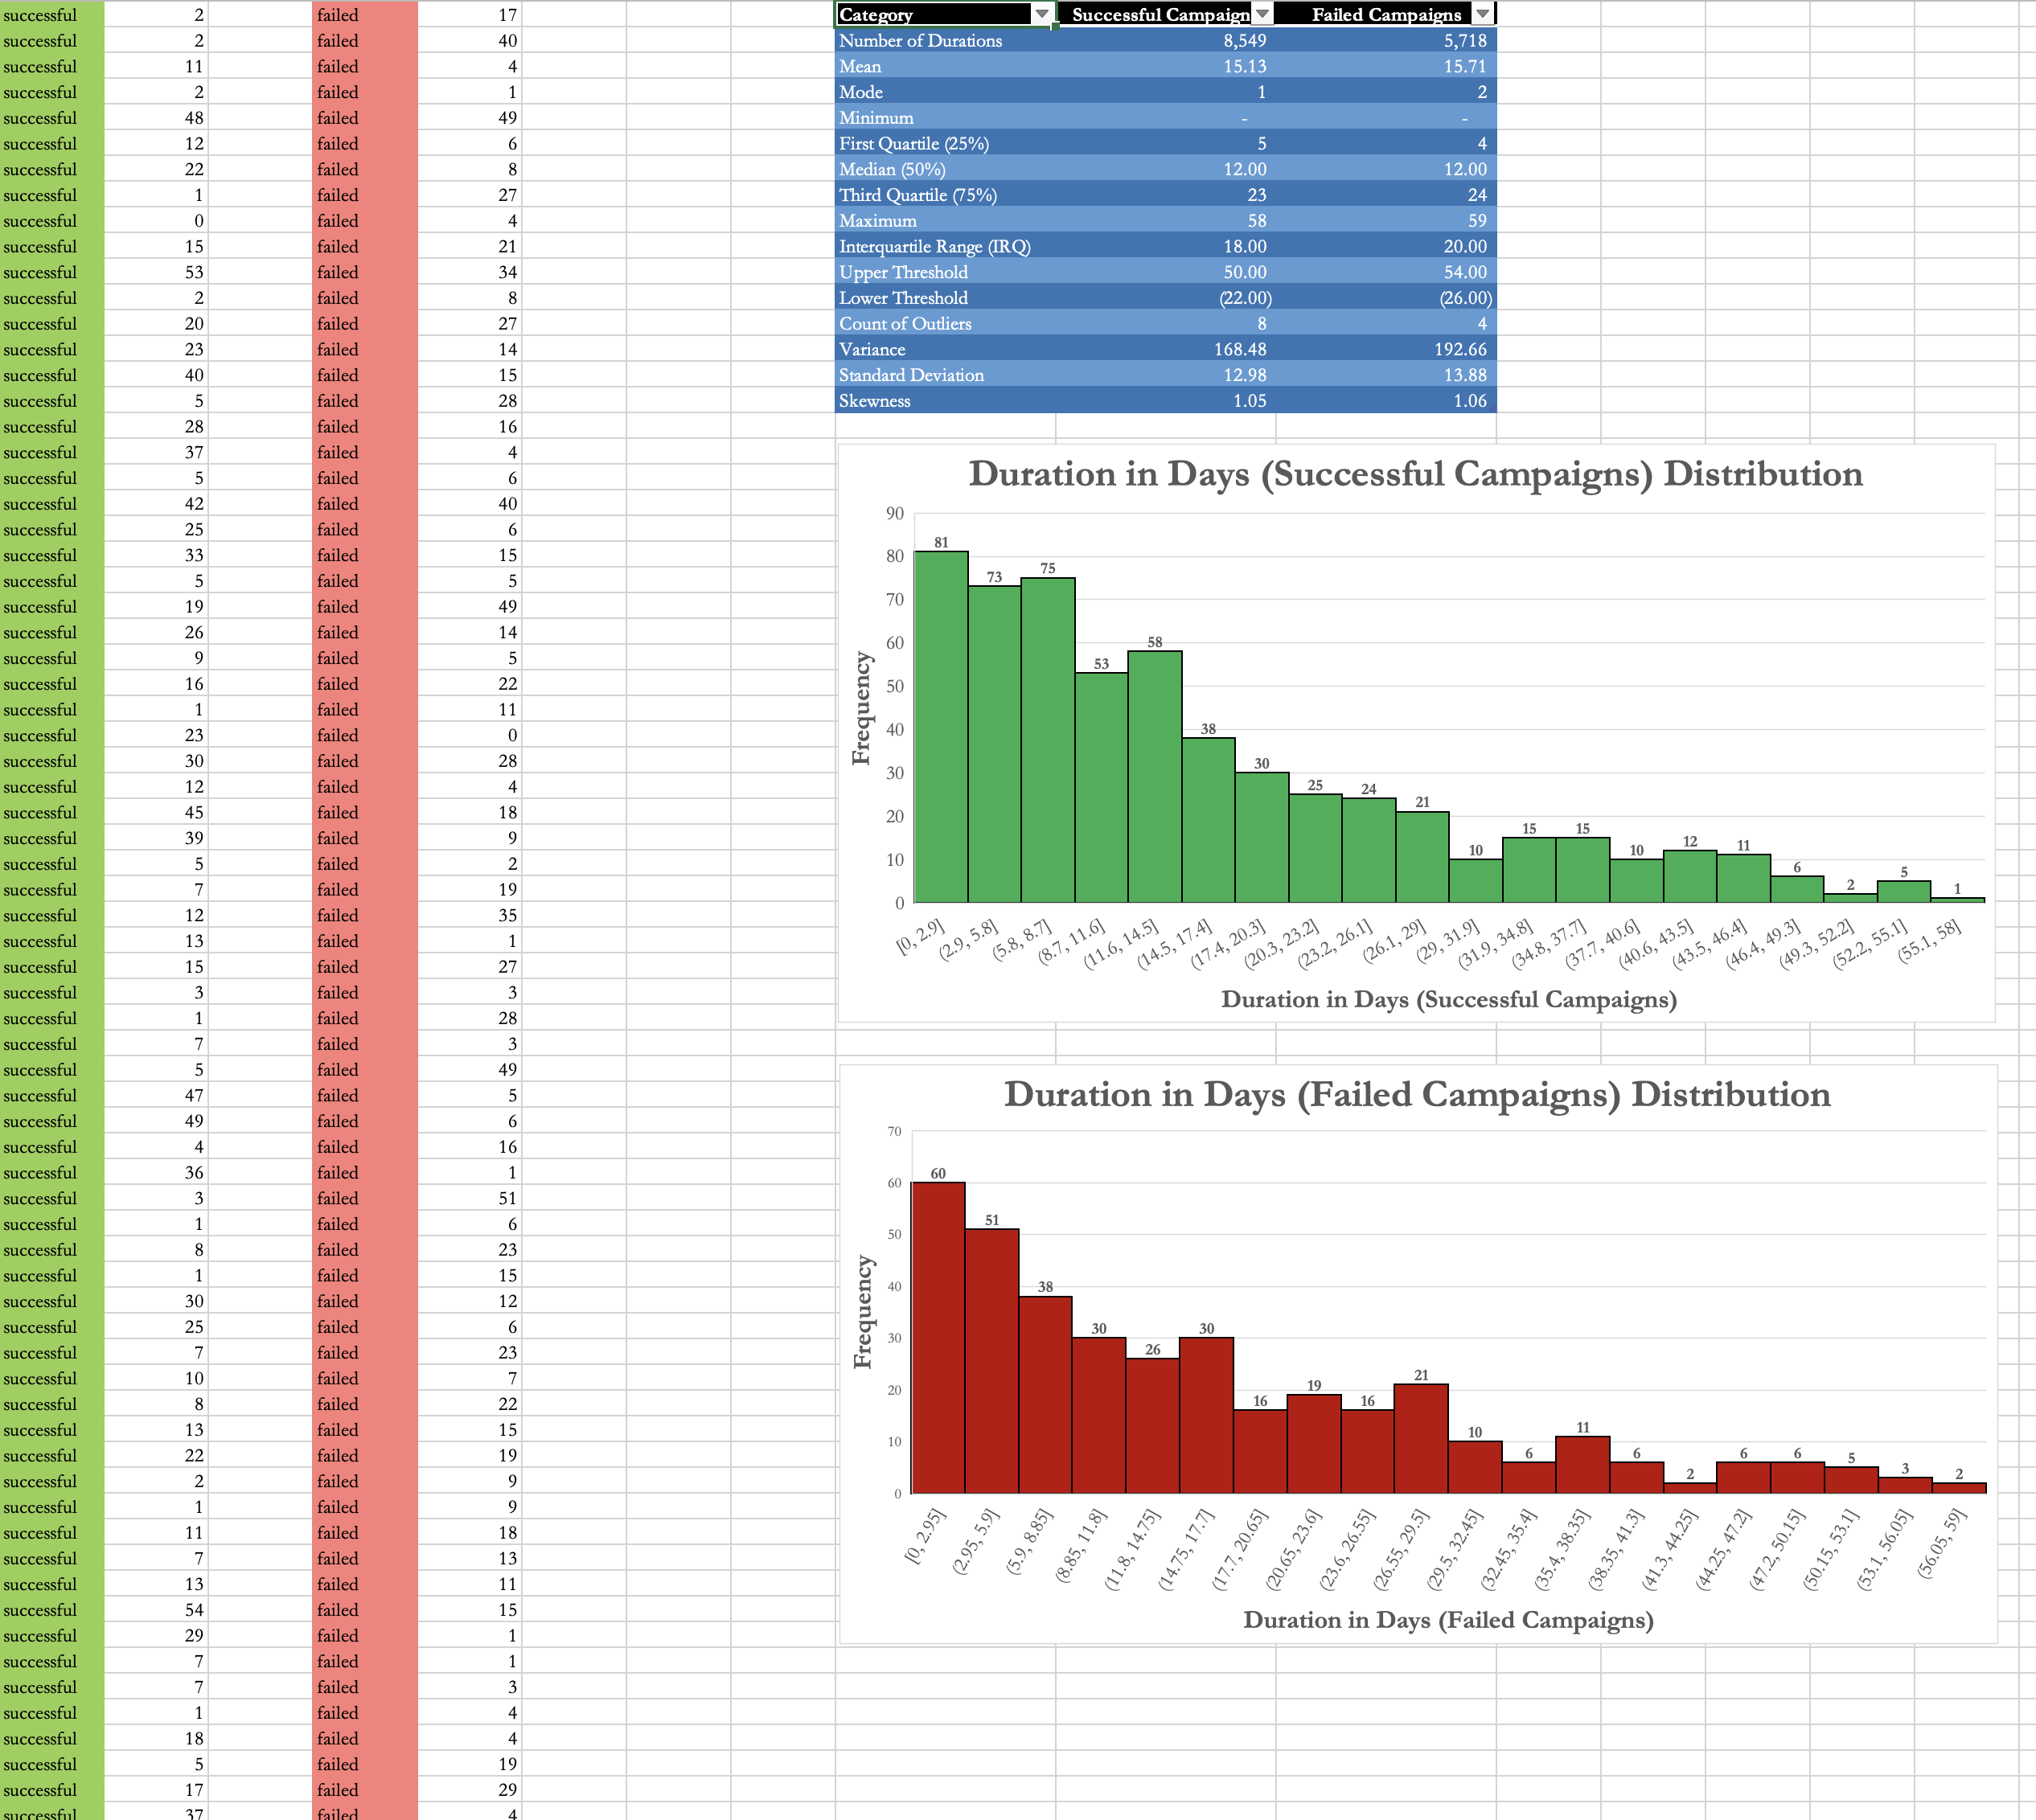 successful 2 failed 17
successful 2 failed 40
successful 11 failed 4
successful 2 failed 1
successful 48 failed 49
successful 12 failed 6
successful 22 failed 8
successful 1 failed 27
successful 0 failed 4
successful 15 failed 21
successful 53 failed 34
successful 2 failed 8
successful 20 failed 27
successful 23 failed 14
successful 40 failed 15
successful 5 failed 28
successful 28 failed 16
successful 37 failed 4
successful 5 failed 6
successful 42 failed 40
successful 25 failed 6
successful 33 failed 15
successful 5 failed 5
successful 19 failed 49
successful 26 failed 14
successful 9 failed 5
successful 16 failed 22
successful 1 failed 11
successful 23 failed 0
successful 30 failed 28
successful 12 failed 4
successful 45 failed 18
successful 39 failed 9
successful 5 failed 2
successful 7 failed 19
successful 12 failed 35
successful 13 failed 1
successful 15 failed 27
successful 3 failed 3
successful 1 failed 28
successful 7 failed 3
successful 5 failed 49
successful 47 failed 5
successful 49 failed 6
successful 4 failed 16
successful 36 failed 1
successful 3 failed 51
successful 1 failed 6
successful 8 failed 23
successful 1 failed 15
successful 30 failed 12
successful 25 failed 6
successful 7 failed 23
successful 10 failed 7
successful 8 failed 22
successful 13 failed 15
successful 22 failed 19
successful 2 failed 9
successful 1 failed 9
successful 11 failed 18
successful 7 failed 13
successful 13 failed 11
successful 54 failed 15
successful 29 failed 1
successful 7 failed 1
successful 7 failed 3
successful 1 failed 4
successful 18 failed 4
successful 5 failed 19
successful 17 failed 29
successful 37 failed 4
Category Successful Campaign Failed Campaigns
Number of Durations 8,549 5,718
Mean 15.13 15.71
Mode 1 2
Minimum - -
First Quartile (25%) 5 4
Median (50%) 12.00 12.00
Third Quartile (75%) 23 24
Maximum 58 59
Interquartile Range (IRQ) 18.00 20.00
Upper Threshold 50.00 54.00
Lower Threshold (22.00) (26.00)
Count of Outliers 8 4
Variance 168.48 192.66
Standard Deviation 12.98 13.88
Skewness 1.05 1.06
Duration in Days (Successful Campaigns) Distribution
Frequency
90
80
70
60
50
40
30
20
10
0
81 73 75 53 58 38 30 25 24 21 10 15 15 10 12 11 6 2 5 1
[0, 2.9] (2.9, 5.8] (5.8, 8.7] (8.7, 11.6] (11.6, 14.5] (14.5, 17.4] (17.4, 20.3] (20.3, 23.2] (23.2, 26.1] (26.1, 29] (29, 31.9] (31.9, 34.8] (34.8, 37.7] (37.7, 40.6] (40.6, 43.5] (43.5, 46.4] (46.4, 49.3] (49.3, 52.2] (52.2, 55.1] (55.1, 58]
Duration in Days (Successful Campaigns)
Duration in Days (Failed Campaigns) Distribution
Frequency
70
60
50
40
30
20
10
0
60 51 38 30 26 30 16 19 16 21 10 6 11 6 2 6 6 5 3 2
[0, 2.95] (2.95, 5.9] (5.9, 8.85] (8.85, 11.8] (11.8, 14.75] (14.75, 17.7] (17.7, 20.65] (20.65, 23.6] (23.6, 26.55] (26.55, 29.5] (29.5, 32.45] (32.45, 35.4] (35.4, 38.35] (38.35, 41.3] (41.3, 44.25] (44.25, 47.2] (47.2, 50.15] (50.15, 53.1] (53.1, 56.05] (56.05, 59]
Duration in Days (Failed Campaigns)